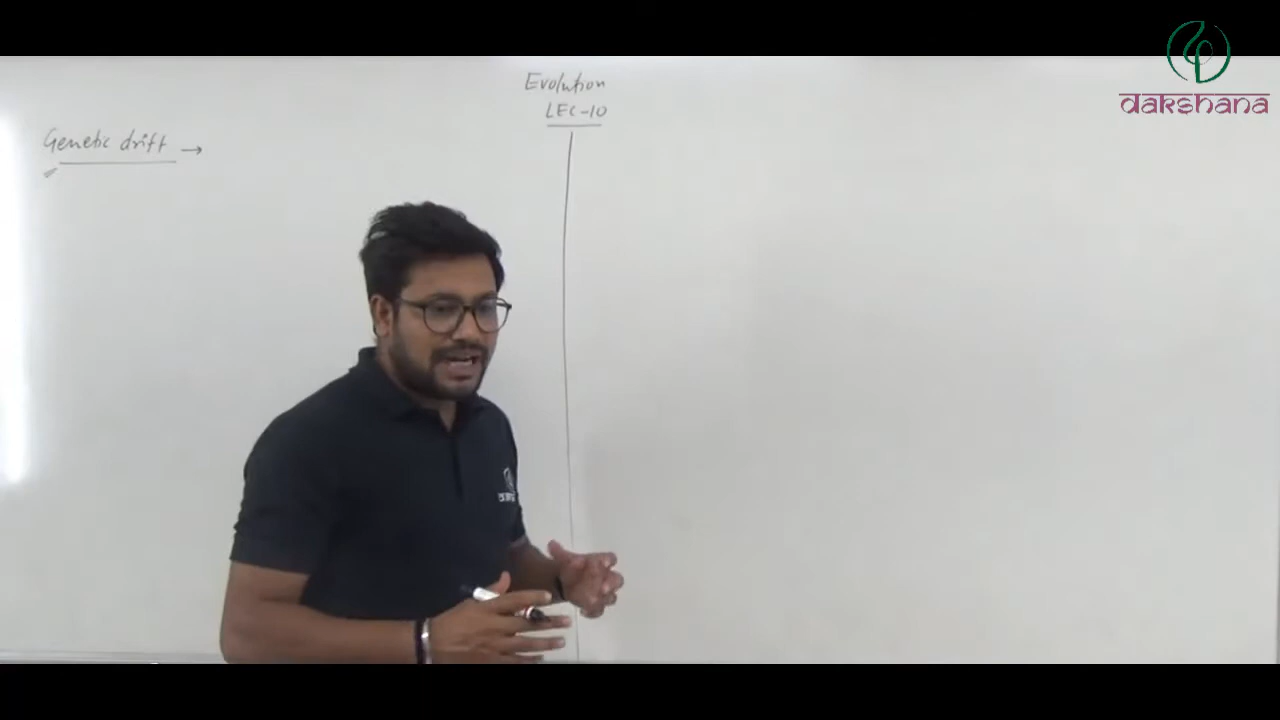 dakshana
Evolution
LEC-10
Genetic drift →